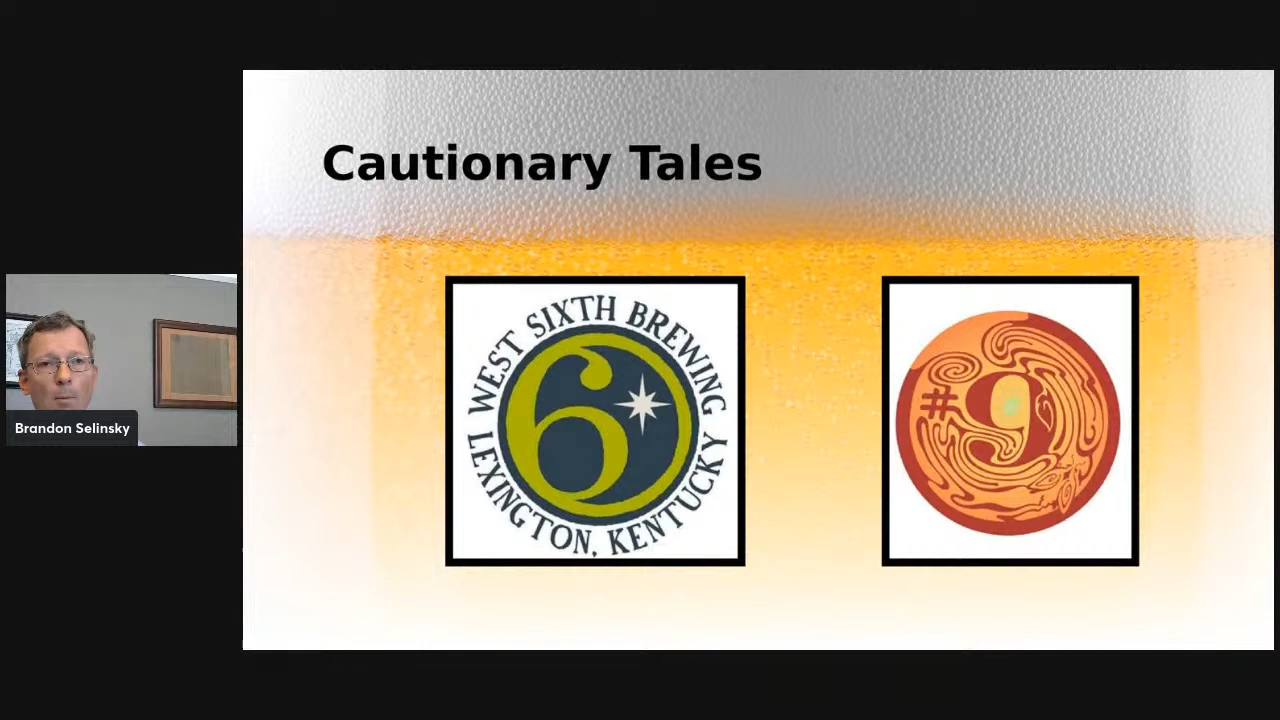 Cautionary Tales
WEST SIXTH BREWING
6
LEXINGTON, KENTUCKY
#9
Brandon Selinsky